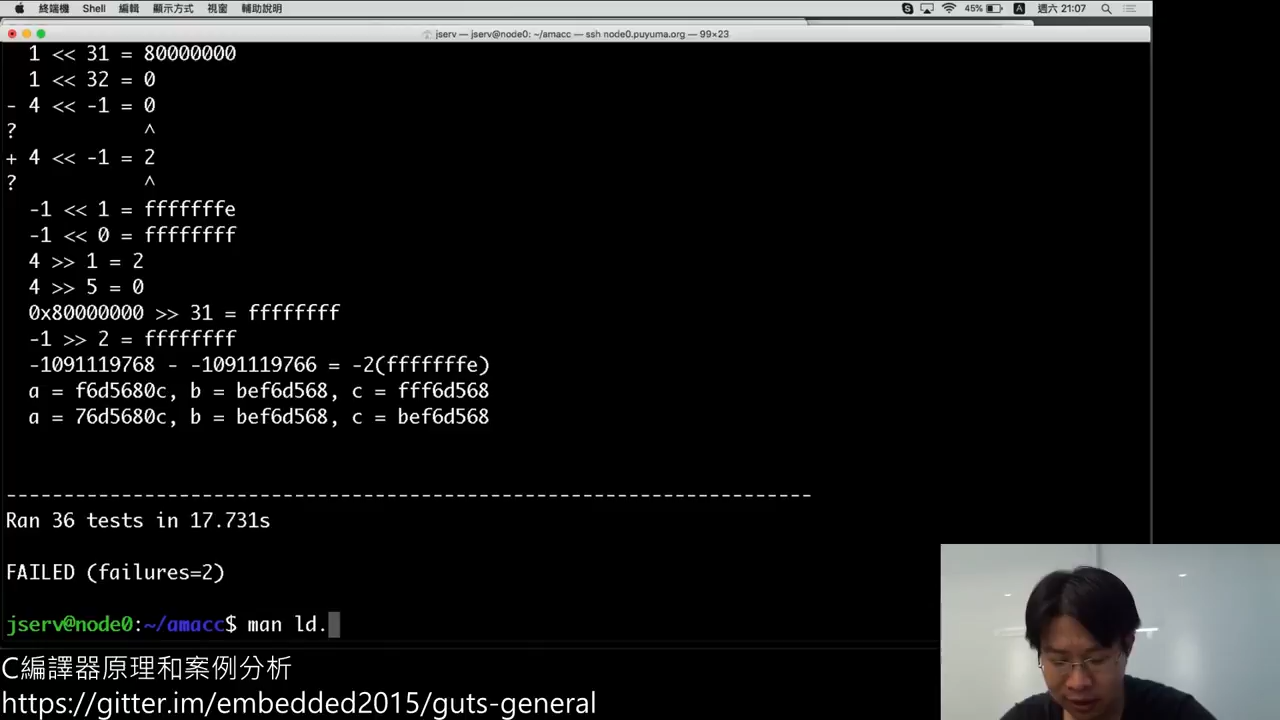 終端機 Shell 編輯 顯示方式 視窗 輔助說明 45% A 週六 21:07
jserv — jserv@node0: ~/amacc — ssh node0.puyuma.org — 99×23
1 << 31 = 80000000
1 << 32 = 0
- 4 << -1 = 0
? ^
+ 4 << -1 = 2
? ^
-1 << 1 = fffffffe
-1 << 0 = ffffffff
4 >> 1 = 2
4 >> 5 = 0
0x80000000 >> 31 = ffffffff
-1 >> 2 = ffffffff
-1091119768 - -1091119766 = -2(fffffffe)
a = f6d5680c, b = bef6d568, c = fff6d568
a = 76d5680c, b = bef6d568, c = bef6d568
----------------------------------------------------------------------
Ran 36 tests in 17.731s
FAILED (failures=2)
jserv@node0:~/amacc$ man ld.
C編譯器原理和案例分析
https://gitter.im/embedded2015/guts-general